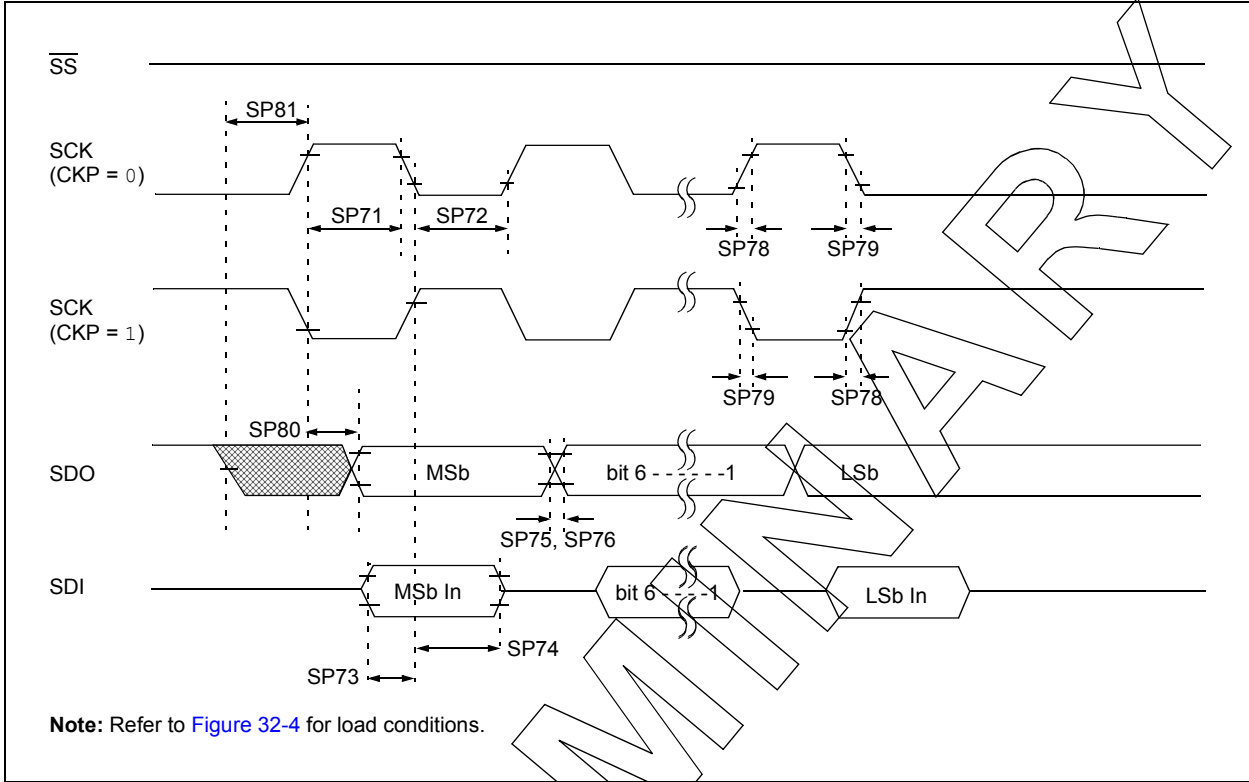 SS
SP81
SCK
(CKP = 0)
SP71
SP72
SP78
SP79
SCK
(CKP = 1)
SP79
SP78
SP80
SDO
MSb
bit 6 - - - - - -1
LSb
SP75, SP76
SDI
MSb In
bit 6 - - - - -1
LSb In
SP74
SP73
Note: Refer to Figure 32-4 for load conditions.
MINARY